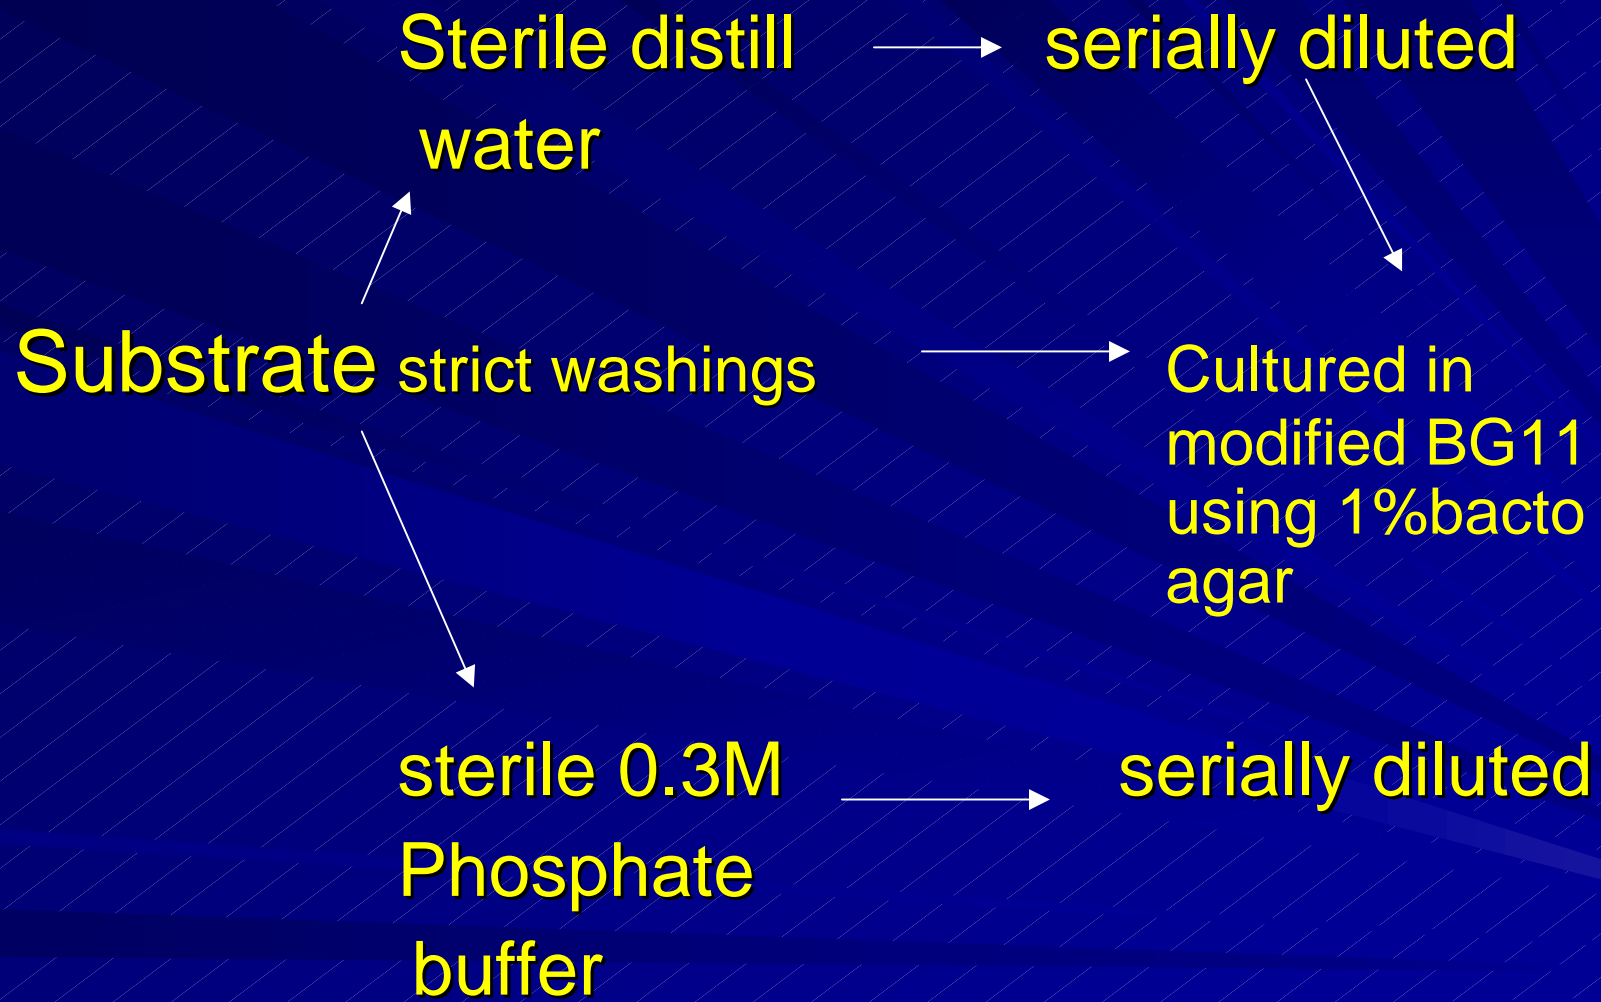 Sterile distill
water
serially diluted
Substrate strict washings
Cultured in
modified BG11
using 1%bacto
agar
sterile 0.3M
Phosphate
buffer
serially diluted